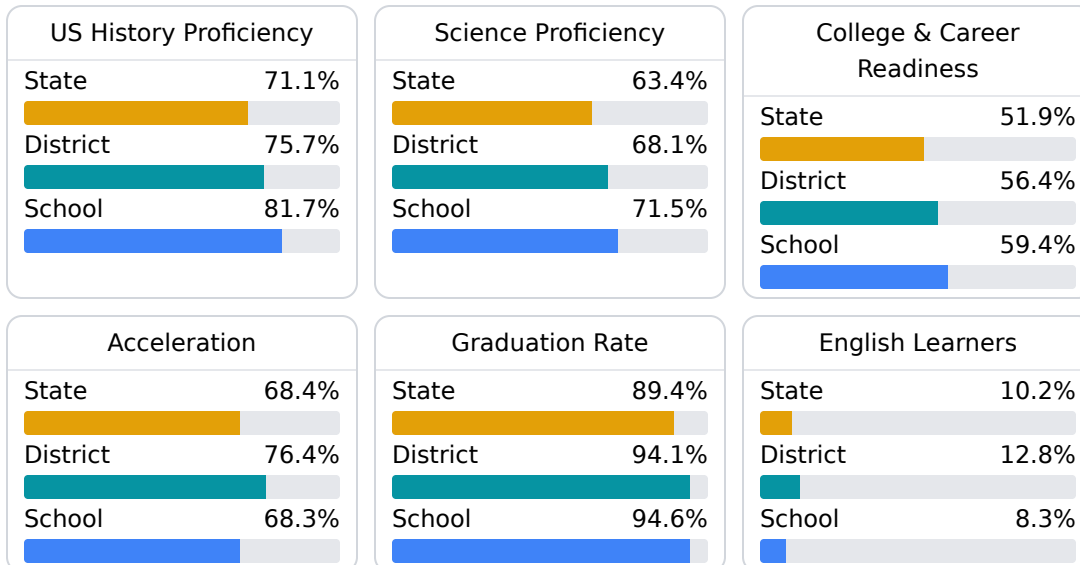 US History Proficiency
State 71.1%
District 75.7%
School 81.7%
Science Proficiency
State 63.4%
District 68.1%
School 71.5%
College & Career
Readiness
State 51.9%
District 56.4%
School 59.4%
Acceleration
State 68.4%
District 76.4%
School 68.3%
Graduation Rate
State 89.4%
District 94.1%
School 94.6%
English Learners
State 10.2%
District 12.8%
School 8.3%